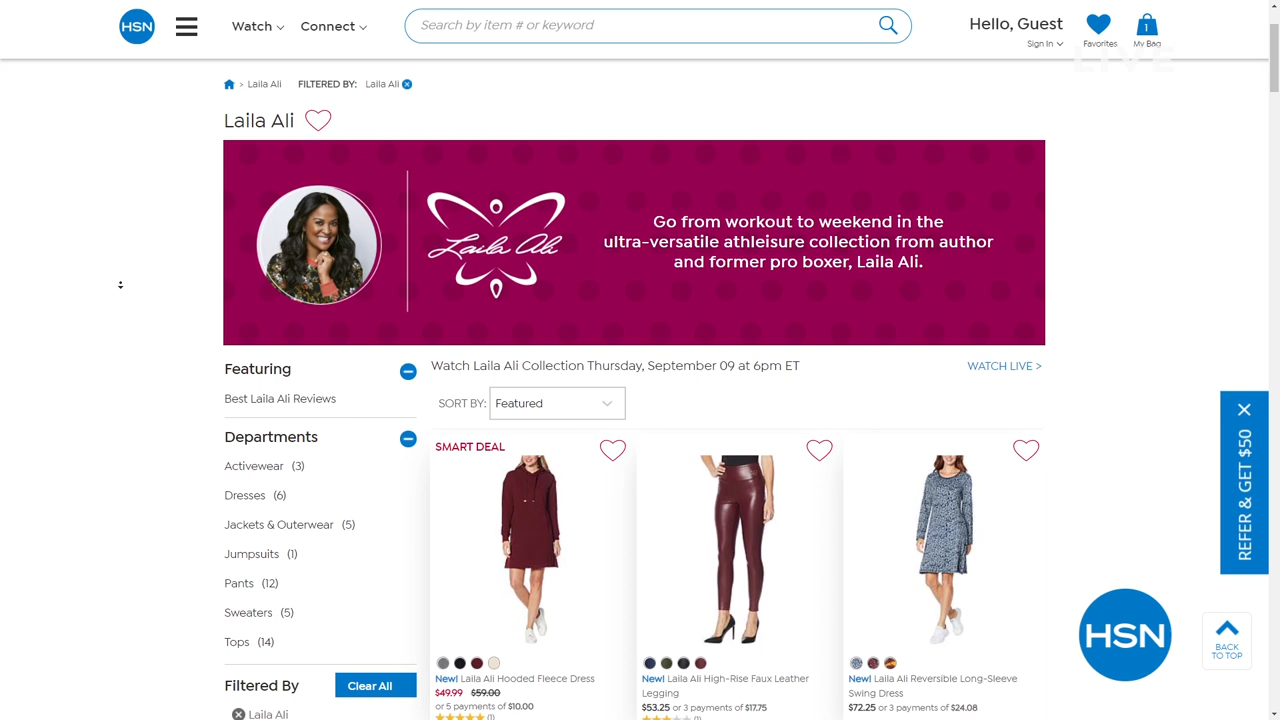 HSN
Watch
Connect
Search by item # or keyword
Hello, Guest
Sign In
Favorites
1
My Bag
LIVE
> Laila Ali FILTERED BY: Laila Ali
Laila Ali
Laila Ali
Go from workout to weekend in the
ultra-versatile athleisure collection from author
and former pro boxer, Laila Ali.
Featuring
Best Laila Ali Reviews
Departments
Activewear (3)
Dresses (6)
Jackets & Outerwear (5)
Jumpsuits (1)
Pants (12)
Sweaters (5)
Tops (14)
Filtered By
Clear All
Laila Ali
Watch Laila Ali Collection Thursday, September 09 at 6pm ET
WATCH LIVE >
SORT BY: Featured
SMART DEAL
New! Laila Ali Hooded Fleece Dress
$49.99 $59.00
or 5 payments of $10.00
(1)
New! Laila Ali High-Rise Faux Leather
Legging
$53.25 or 3 payments of $17.75
(1)
New! Laila Ali Reversible Long-Sleeve
Swing Dress
$72.25 or 3 payments of $24.08
REFER & GET $50
HSN
BACK
TO TOP